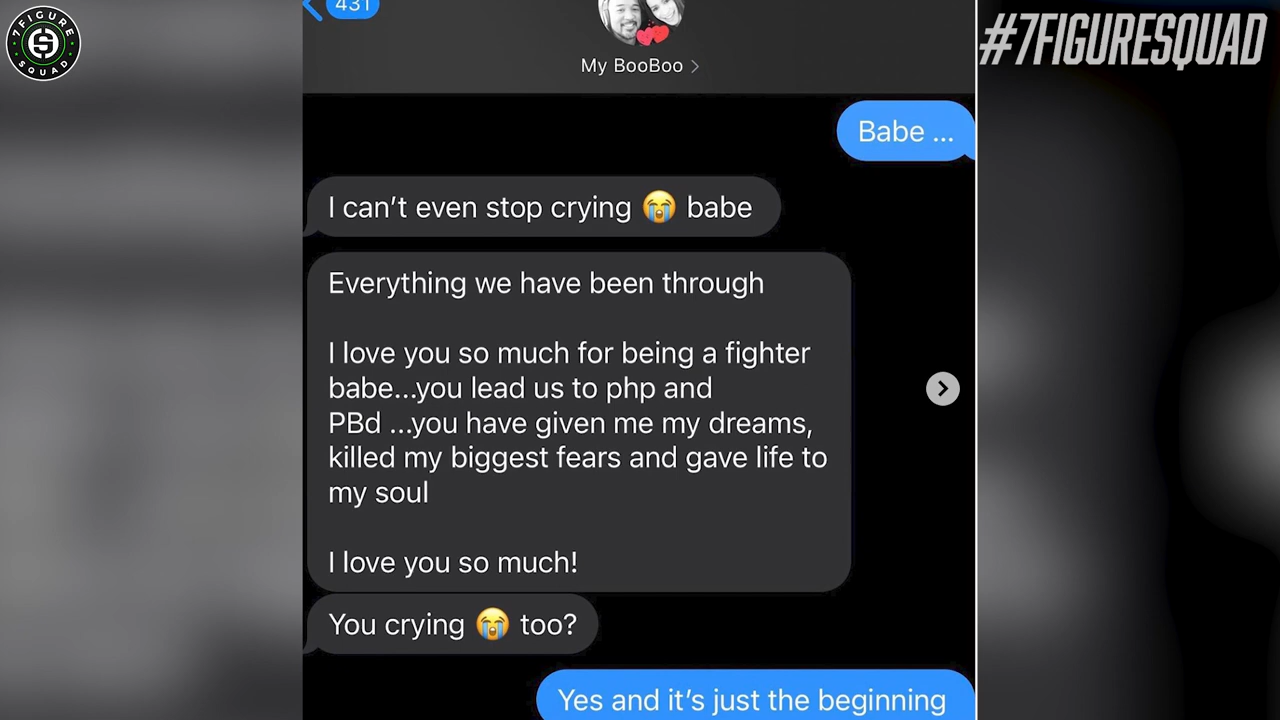 7FIGURE
SQUAD
#7FIGURESQUAD
431
My BooBoo
Babe ...
I can’t even stop crying 😭 babe
Everything we have been through
I love you so much for being a fighter
babe...you lead us to php and
PBd ...you have given me my dreams,
killed my biggest fears and gave life to
my soul
I love you so much!
You crying 😭 too?
Yes and it’s just the beginning